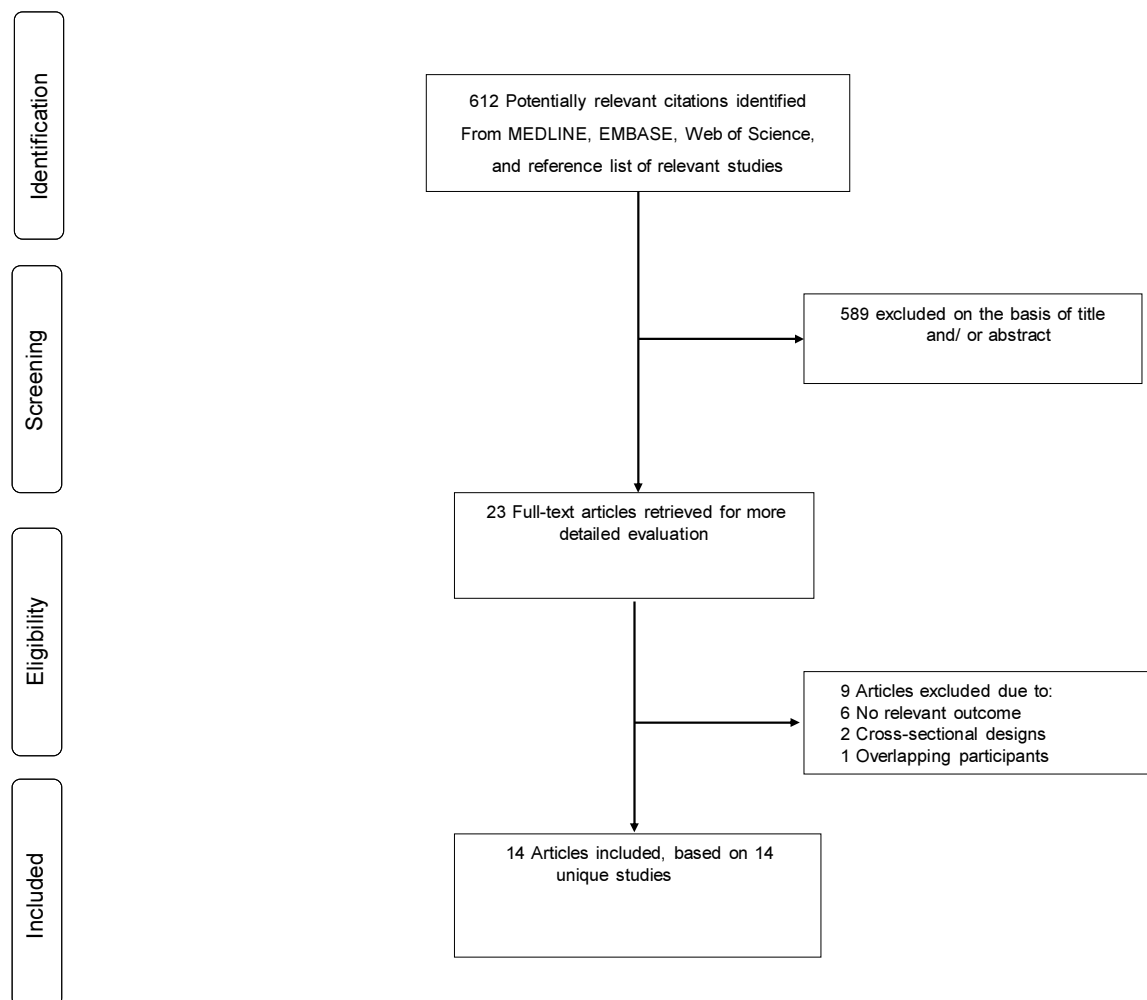 Identification
612 Potentially relevant citations identified
From MEDLINE, EMBASE, Web of Science,
and reference list of relevant studies
Screening
589 excluded on the basis of title
and/ or abstract
23 Full-text articles retrieved for more
detailed evaluation
Eligibility
9 Articles excluded due to:
6 No relevant outcome
2 Cross-sectional designs
1 Overlapping participants
Included
14 Articles included, based on 14
unique studies